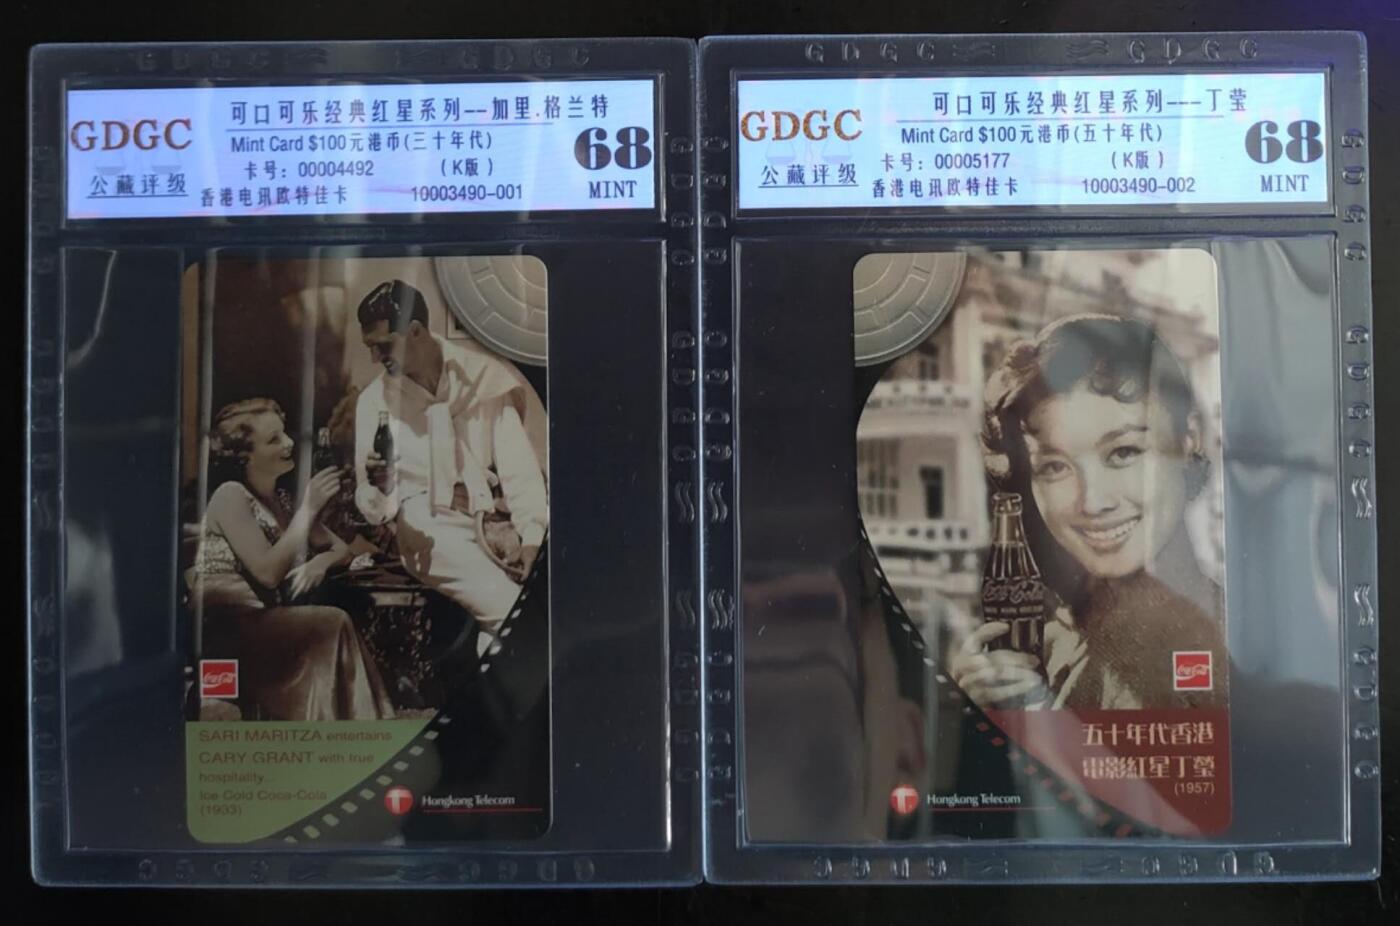 GDGC
公藏评级
可口可乐经典红星系列--加里.格兰特
Mint Card $100元港币(三十年代)
卡号: 00004492 (K版)
香港电讯欧特佳卡 10003490-001
68
MINT
GDGC
公藏评级
可口可乐经典红星系列---丁莹
Mint Card $100元港币(五十年代)
卡号: 00005177 (K版)
香港电讯欧特佳卡 10003490-002
68
MINT
Coca-Cola
SARI MARITZA entertains
CARY GRANT with true
hospitality...
Ice Cold Coca-Cola
(1933)
Hongkong Telecom
Coca-Cola
Coca-Cola
五十年代香港
電影紅星丁瑩
(1957)
Hongkong Telecom